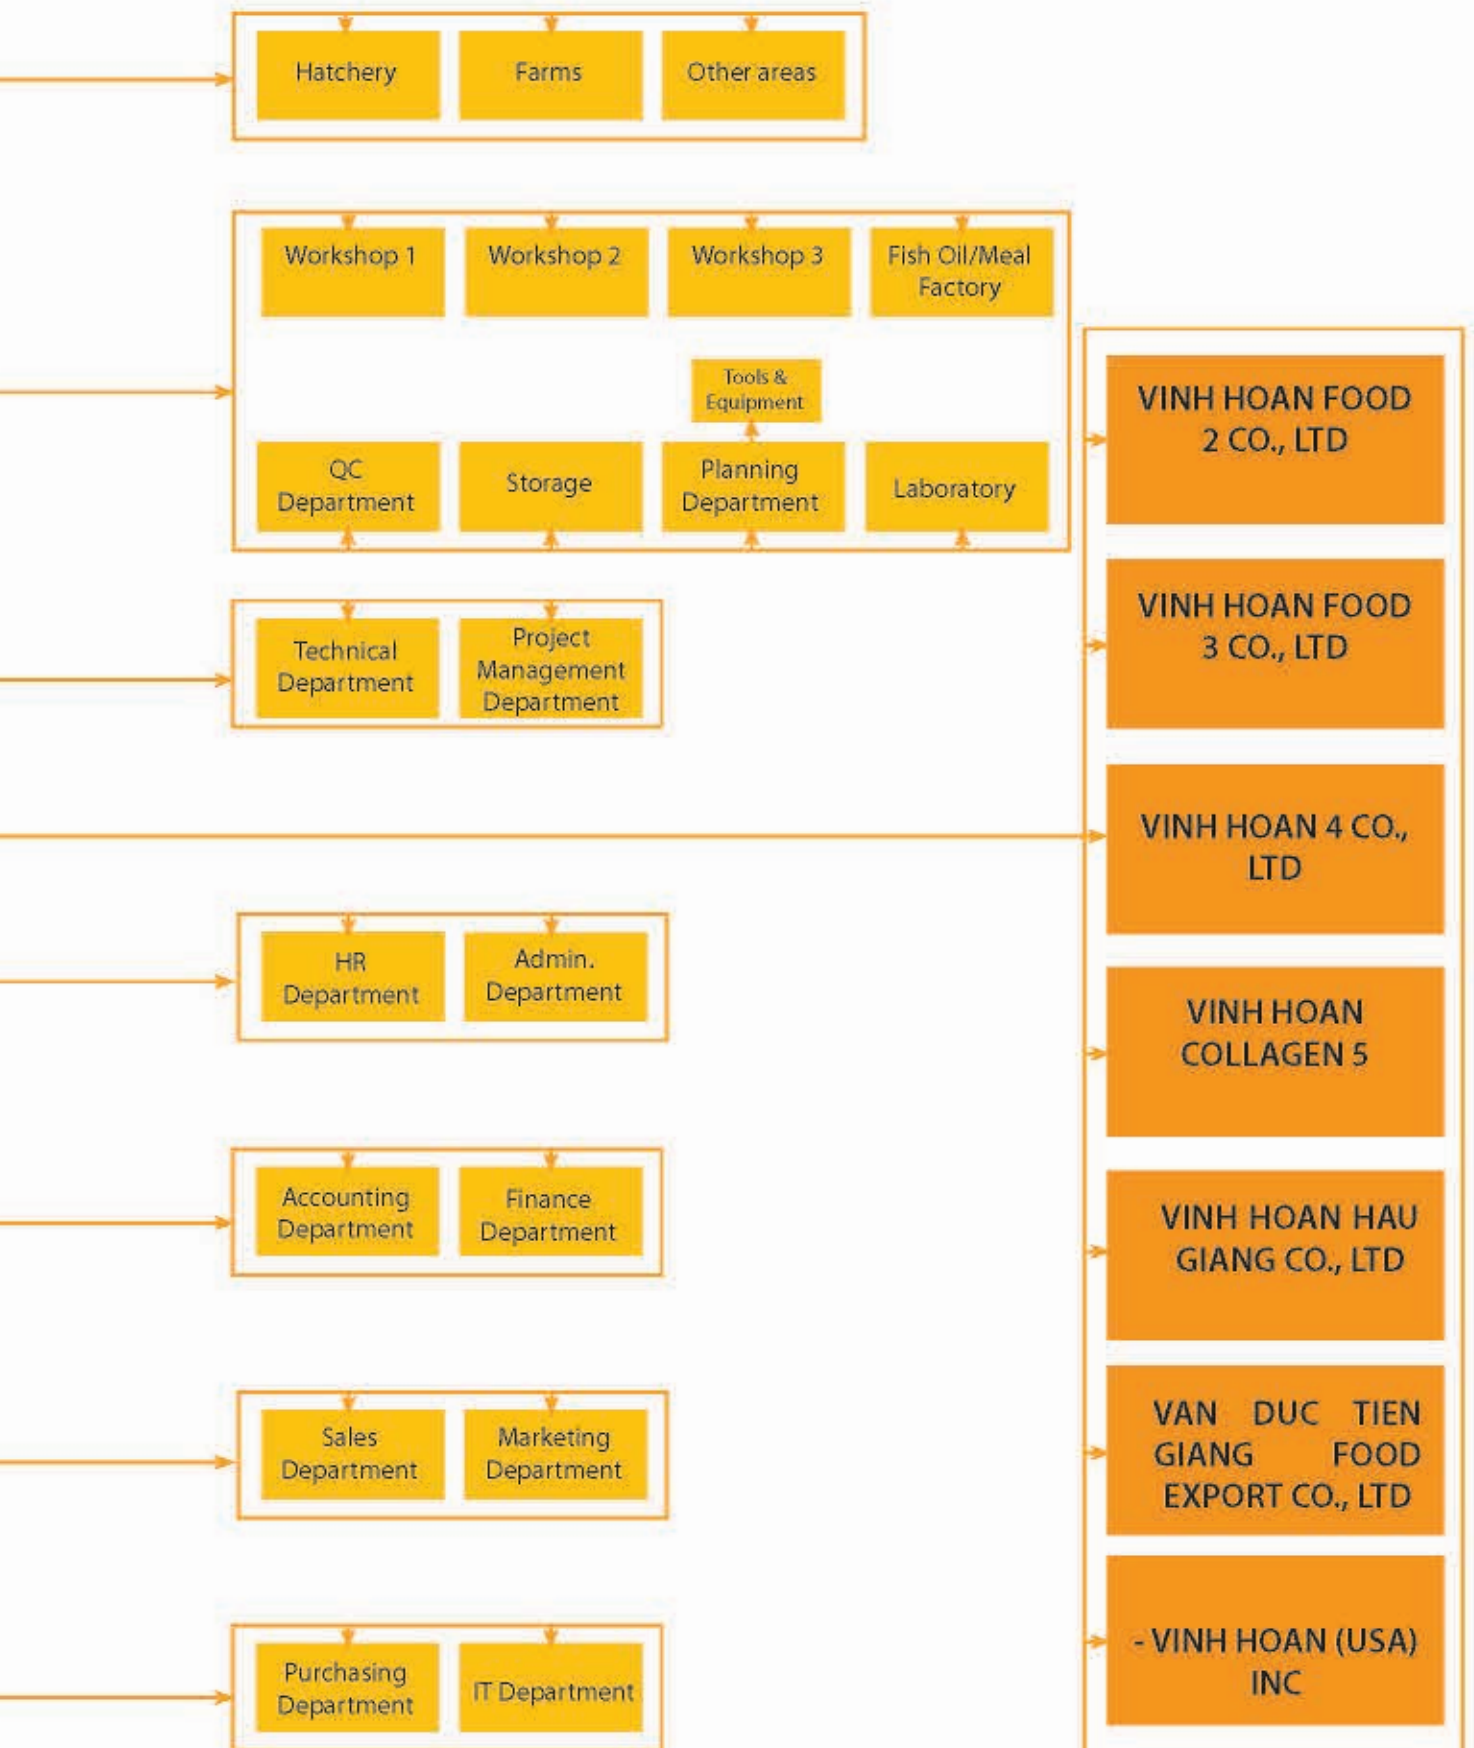 Hatchery
Farms
Other areas
Workshop 1
Workshop 2
Workshop 3
Fish Oil/Meal
Factory
Tools &
Equipment
QC
Department
Storage
Planning
Department
Laboratory
Technical
Department
Project
Management
Department
HR
Department
Admin.
Department
Accounting
Department
Finance
Department
Sales
Department
Marketing
Department
Purchasing
Department
IT Department
VINH HOAN FOOD
2 CO., LTD
VINH HOAN FOOD
3 CO., LTD
VINH HOAN 4 CO.,
LTD
VINH HOAN
COLLAGEN 5
VINH HOAN HAU
GIANG CO., LTD
VAN DUC TIEN
GIANG FOOD
EXPORT CO., LTD
- VINH HOAN (USA)
INC